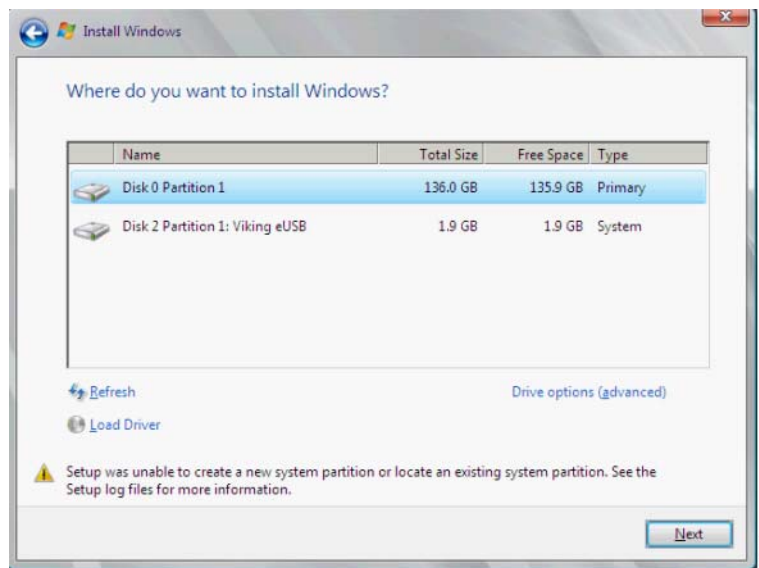 Install Windows
Where do you want to install Windows?
Name Total Size Free Space Type
Disk 0 Partition 1 136.0 GB 135.9 GB Primary
Disk 2 Partition 1: Viking eUSB 1.9 GB 1.9 GB System
Refresh Drive options (advanced)
Load Driver
Setup was unable to create a new system partition or locate an existing system partition. See the
Setup log files for more information.
Next